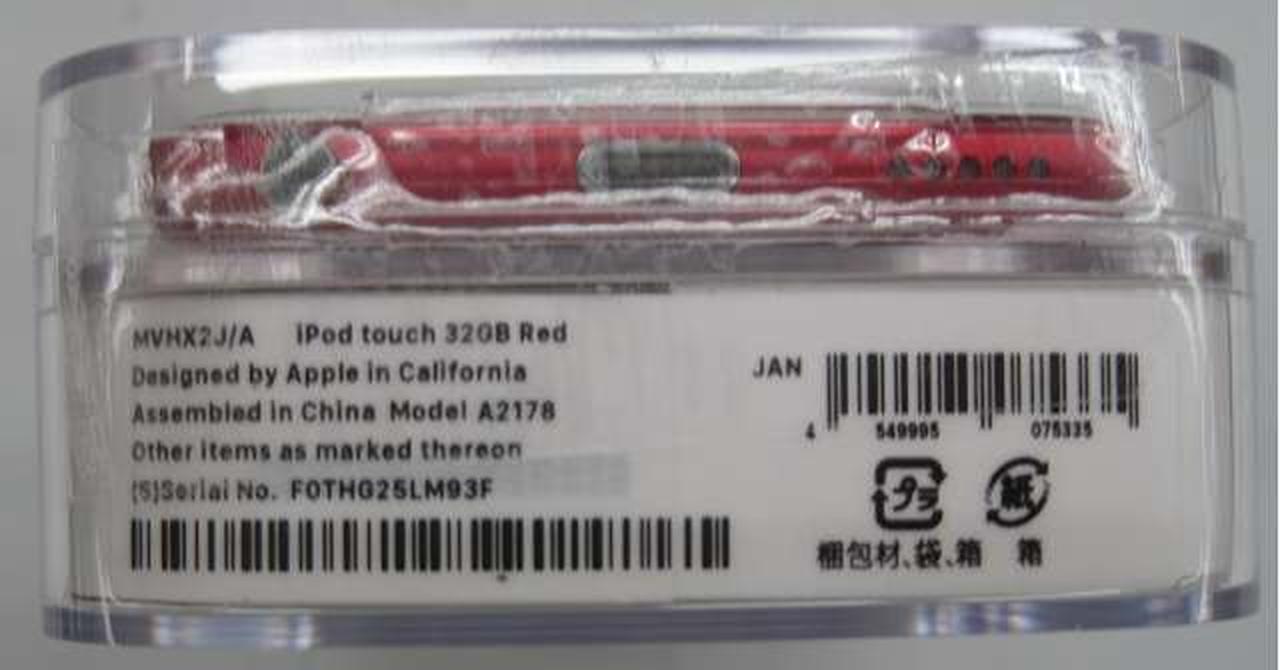 MVHX2J/A iPod touch 32GB Red
Designed by Apple in California
Assembled in China Model A2178
Other items as marked thereon
(S)Serial No. F0THG25LM93F
JAN
4 549995 075335
プラ 紙
梱包材、袋、箱 箱